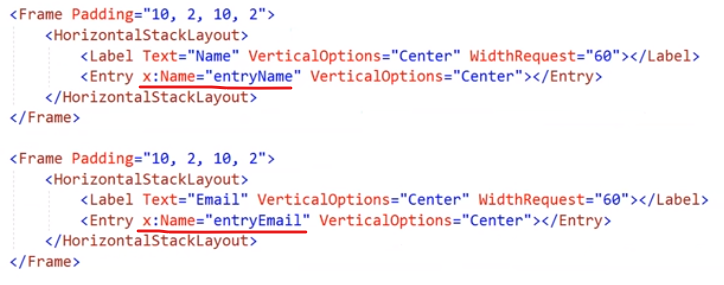 <Frame Padding="10, 2, 10, 2">
<HorizontalStackLayout>
<Label Text="Name" VerticalOptions="Center" WidthRequest="60"></Label>
<Entry x:Name="entryName" VerticalOptions="Center"></Entry>
</HorizontalStackLayout>
</Frame>
<Frame Padding="10, 2, 10, 2">
<HorizontalStackLayout>
<Label Text="Email" VerticalOptions="Center" WidthRequest="60"></Label>
<Entry x:Name="entryEmail" VerticalOptions="Center"></Entry>
</HorizontalStackLayout>
</Frame>